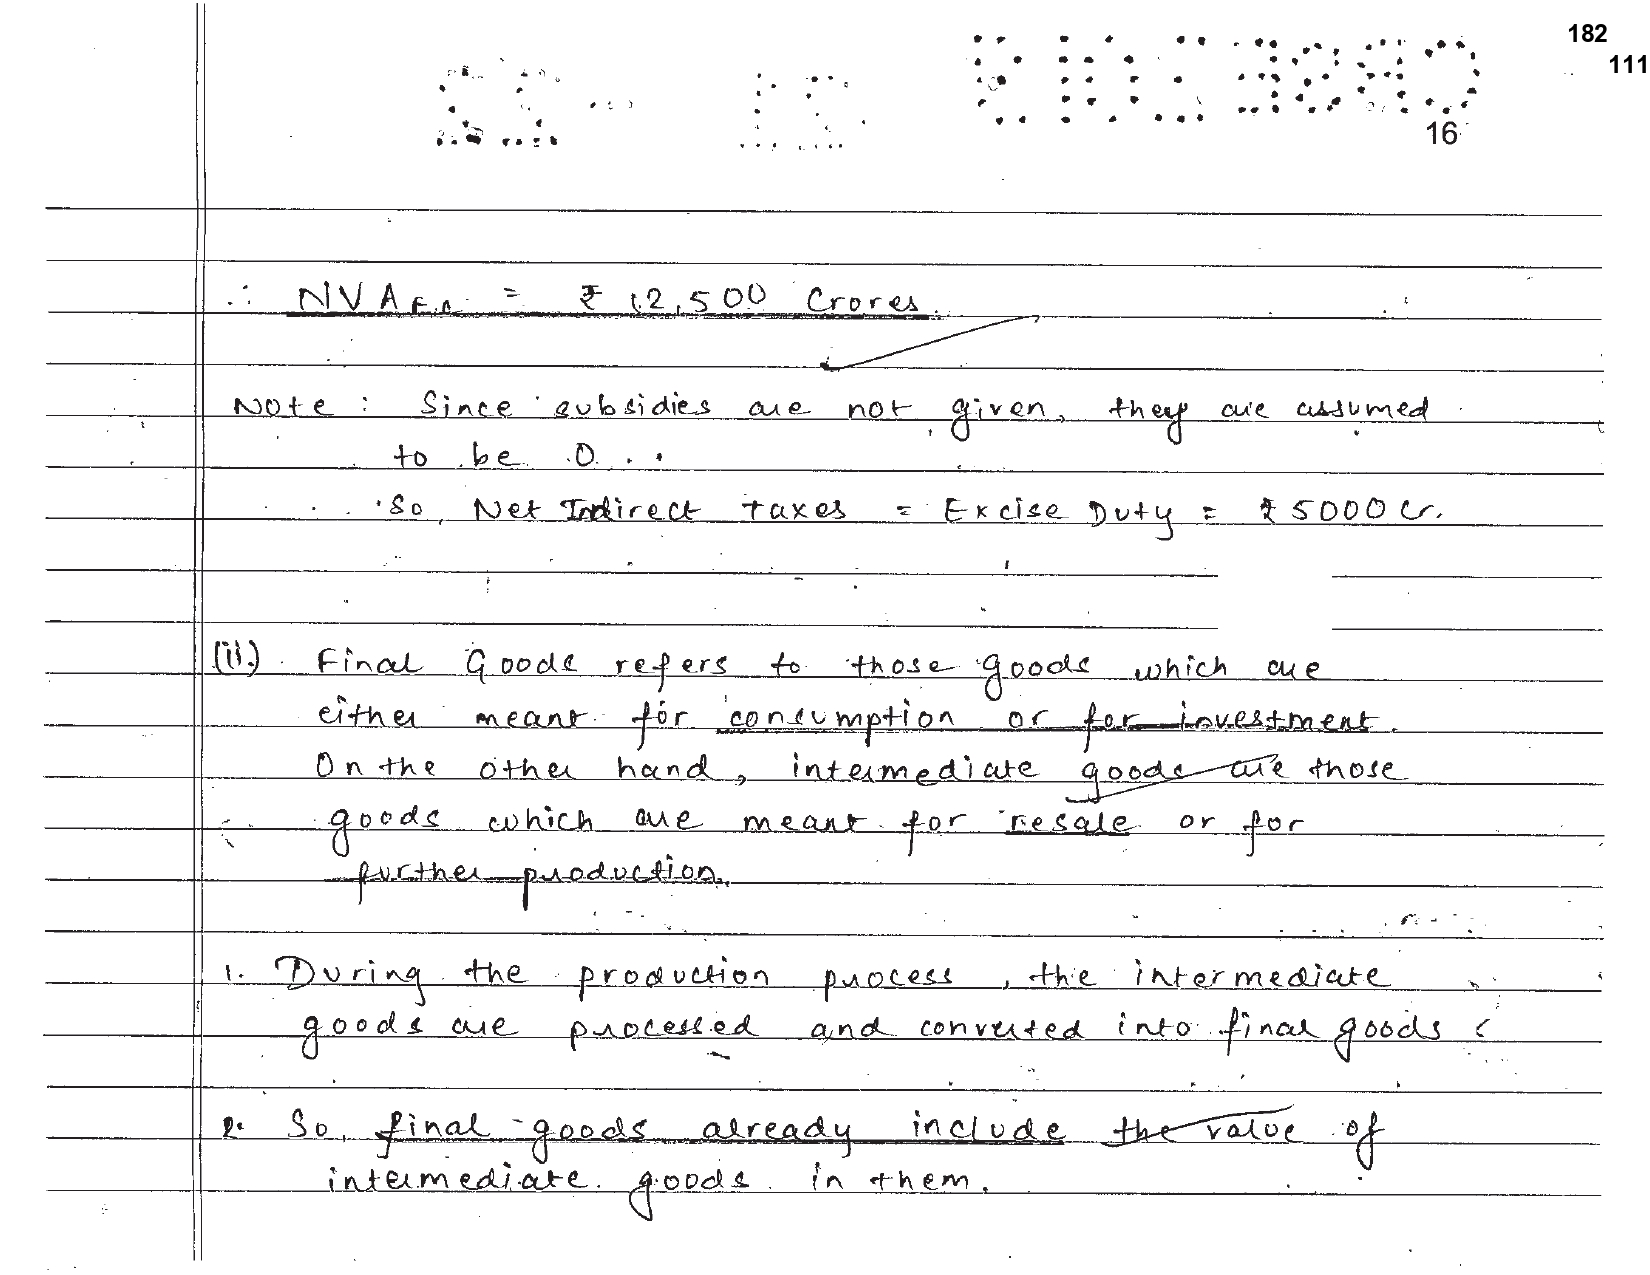 182
111
16
∴ NVA F.C = ₹ 12,500 Crores.
Note : Since subsidies are not given, they are assumed
to be 0.
So, Net Indirect taxes = Excise Duty = ₹ 5000 Cr.
(ii) Final Goods refers to those goods which are
either meant for consumption or for investment.
On the other hand, intermediate goods are those
goods which are meant for resale or for
further production.
1. During the production process, the intermediate
goods are processed and converted into final goods
2. So, final goods already include the value of
intermediate goods in them.